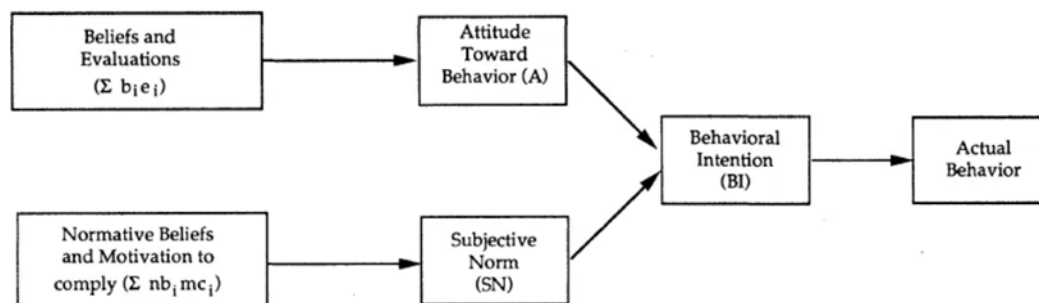 Beliefs and
Evaluations
(Σ bᵢeᵢ)
Attitude
Toward
Behavior (A)
Behavioral
Intention
(BI)
Actual
Behavior
Normative Beliefs
and Motivation to
comply (Σ nbᵢmcᵢ)
Subjective
Norm
(SN)